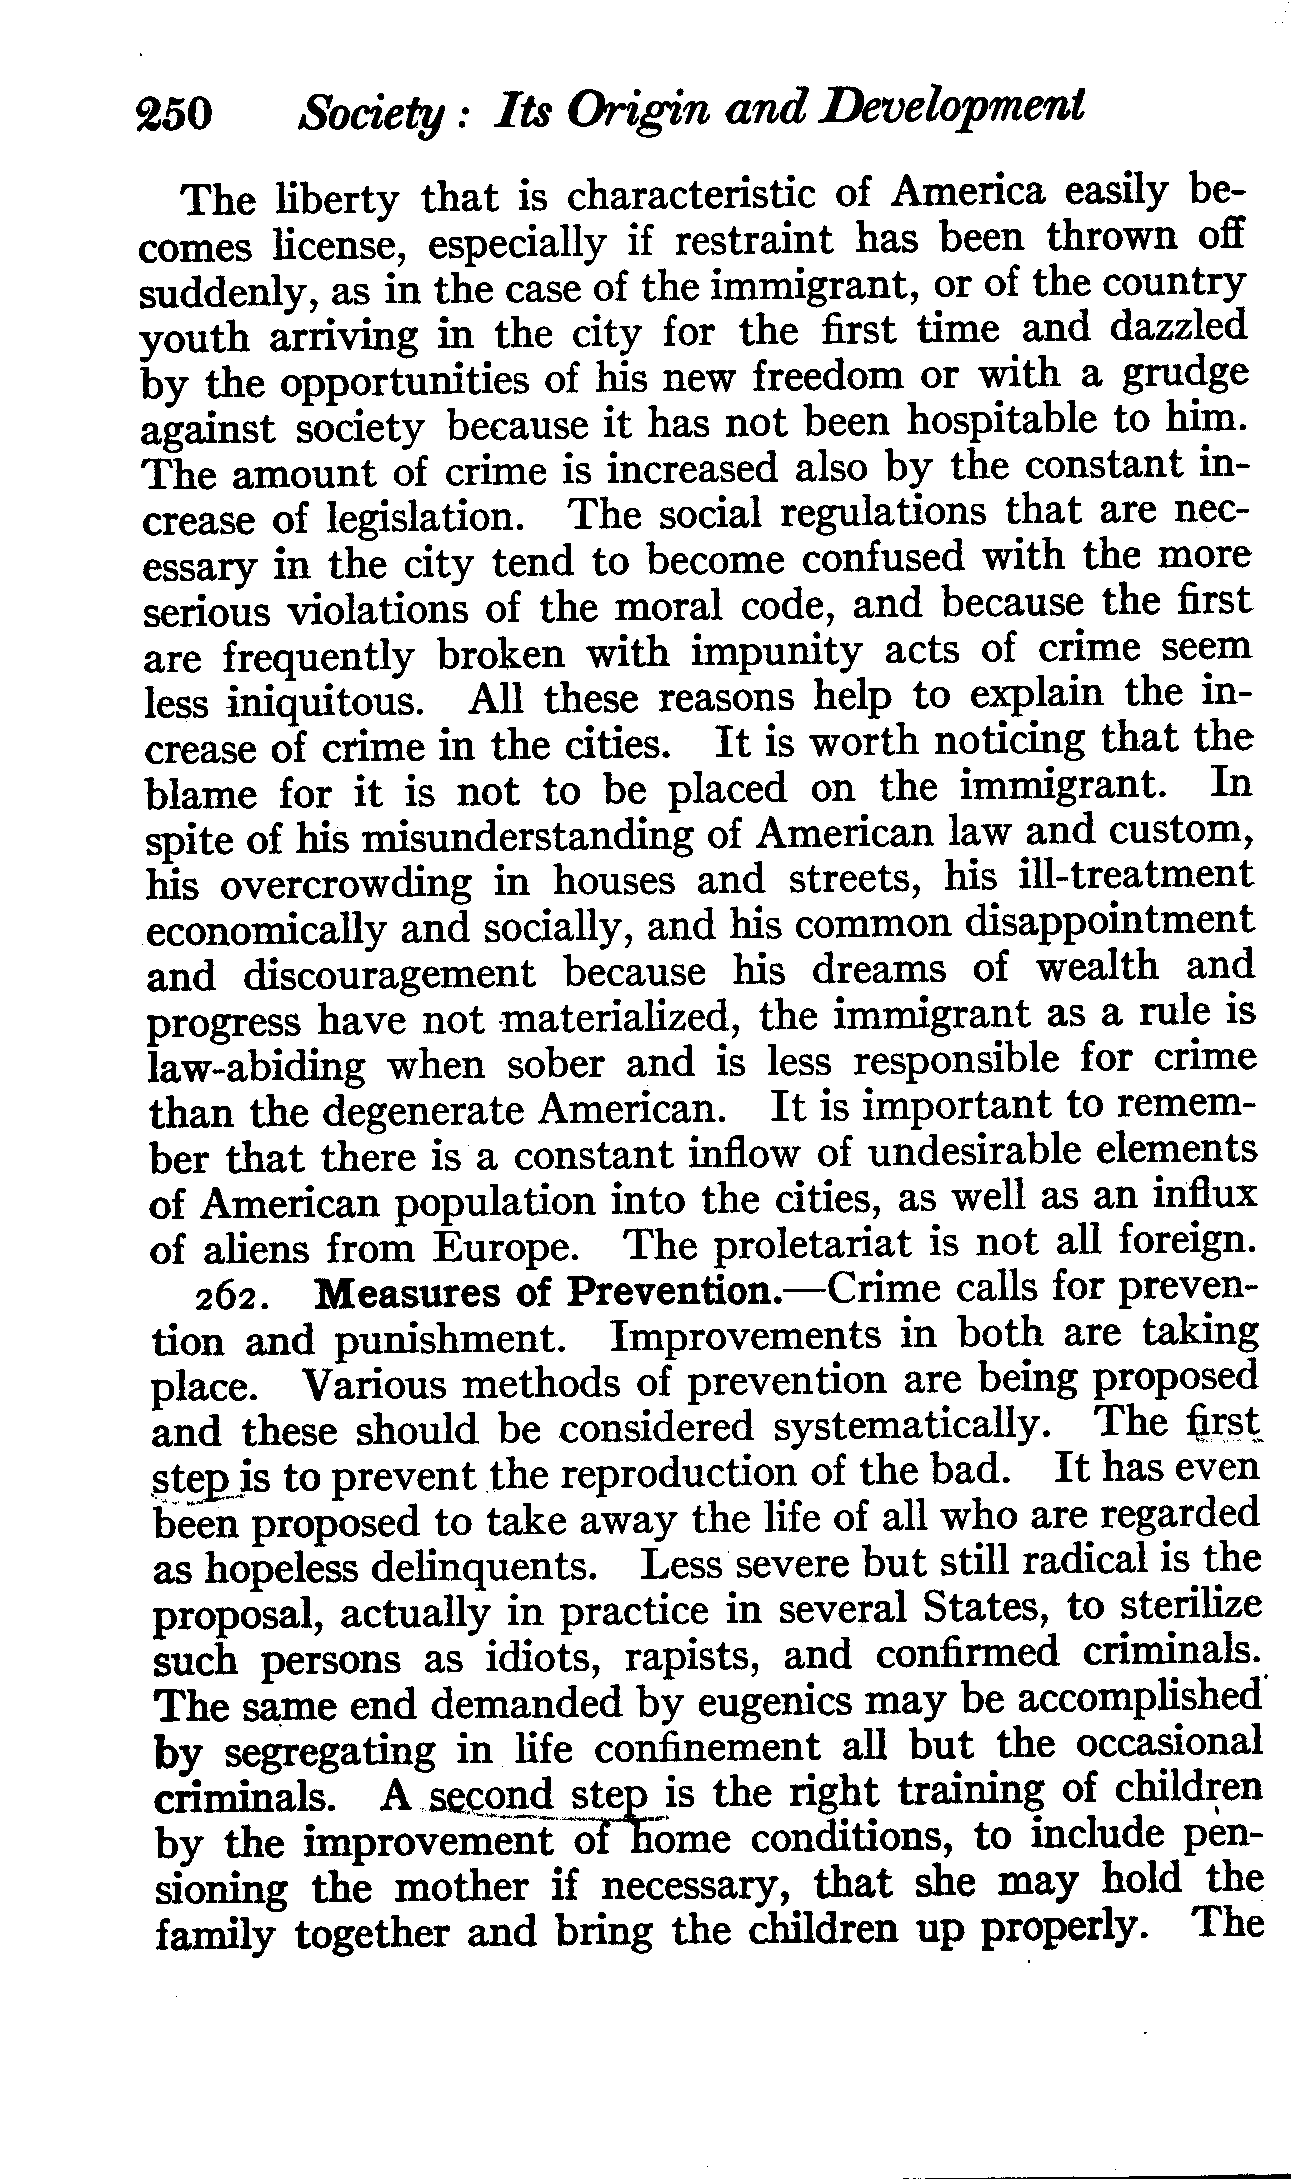 250 Society : Its Origin and Development
The liberty that is characteristic of America easily be-
comes license, especially if restraint has been thrown off
suddenly, as in the case of the immigrant, or of the country
youth arriving in the city for the first time and dazzled
by the opportunities of his new freedom or with a grudge
against society because it has not been hospitable to him.
The amount of crime is increased also by the constant in-
crease of legislation. The social regulations that are nec-
essary in the city tend to become confused with the more
serious violations of the moral code, and because the first
are frequently broken with impunity acts of crime seem
less iniquitous. All these reasons help to explain the in-
crease of crime in the cities. It is worth noticing that the
blame for it is not to be placed on the immigrant. In
spite of his misunderstanding of American law and custom,
his overcrowding in houses and streets, his ill-treatment
economically and socially, and his common disappointment
and discouragement because his dreams of wealth and
progress have not materialized, the immigrant as a rule is
law-abiding when sober and is less responsible for crime
than the degenerate American. It is important to remem-
ber that there is a constant inflow of undesirable elements
of American population into the cities, as well as an influx
of aliens from Europe. The proletariat is not all foreign.
262. Measures of Prevention.—Crime calls for preven-
tion and punishment. Improvements in both are taking
place. Various methods of prevention are being proposed
and these should be considered systematically. The first
step is to prevent the reproduction of the bad. It has even
been proposed to take away the life of all who are regarded
as hopeless delinquents. Less severe but still radical is the
proposal, actually in practice in several States, to sterilize
such persons as idiots, rapists, and confirmed criminals.
The same end demanded by eugenics may be accomplished
by segregating in life confinement all but the occasional
criminals. A second step is the right training of children
by the improvement of home conditions, to include pen-
sioning the mother if necessary, that she may hold the
family together and bring the children up properly. The